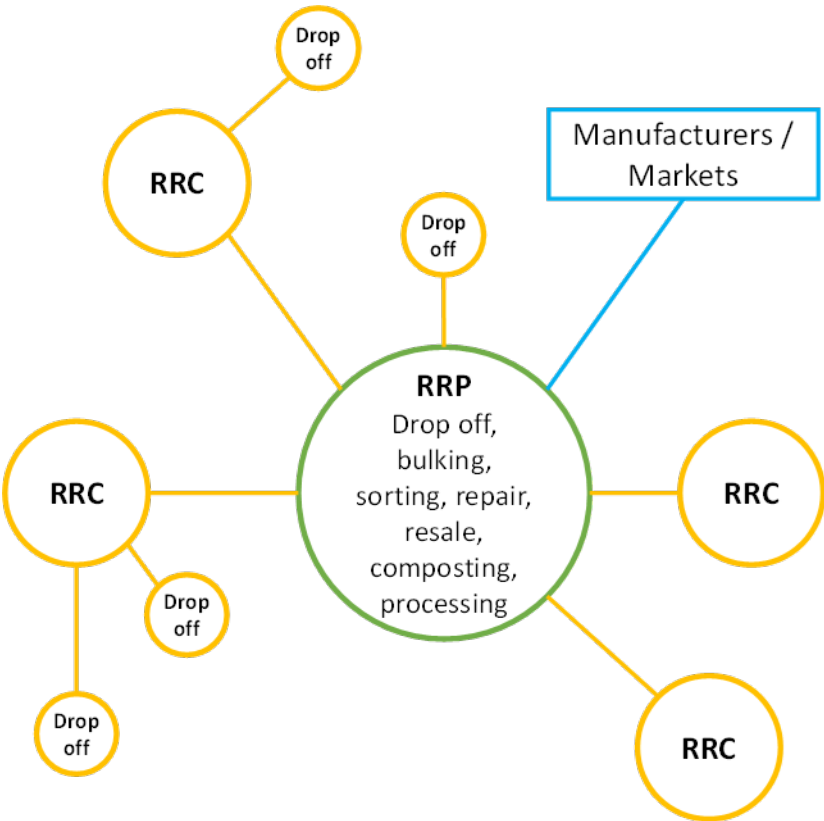 Drop
off
RRC
Manufacturers /
Markets
Drop
off
RRP
Drop off,
bulking,
sorting, repair,
resale,
composting,
processing
RRC
RRC
Drop
off
Drop
off
RRC